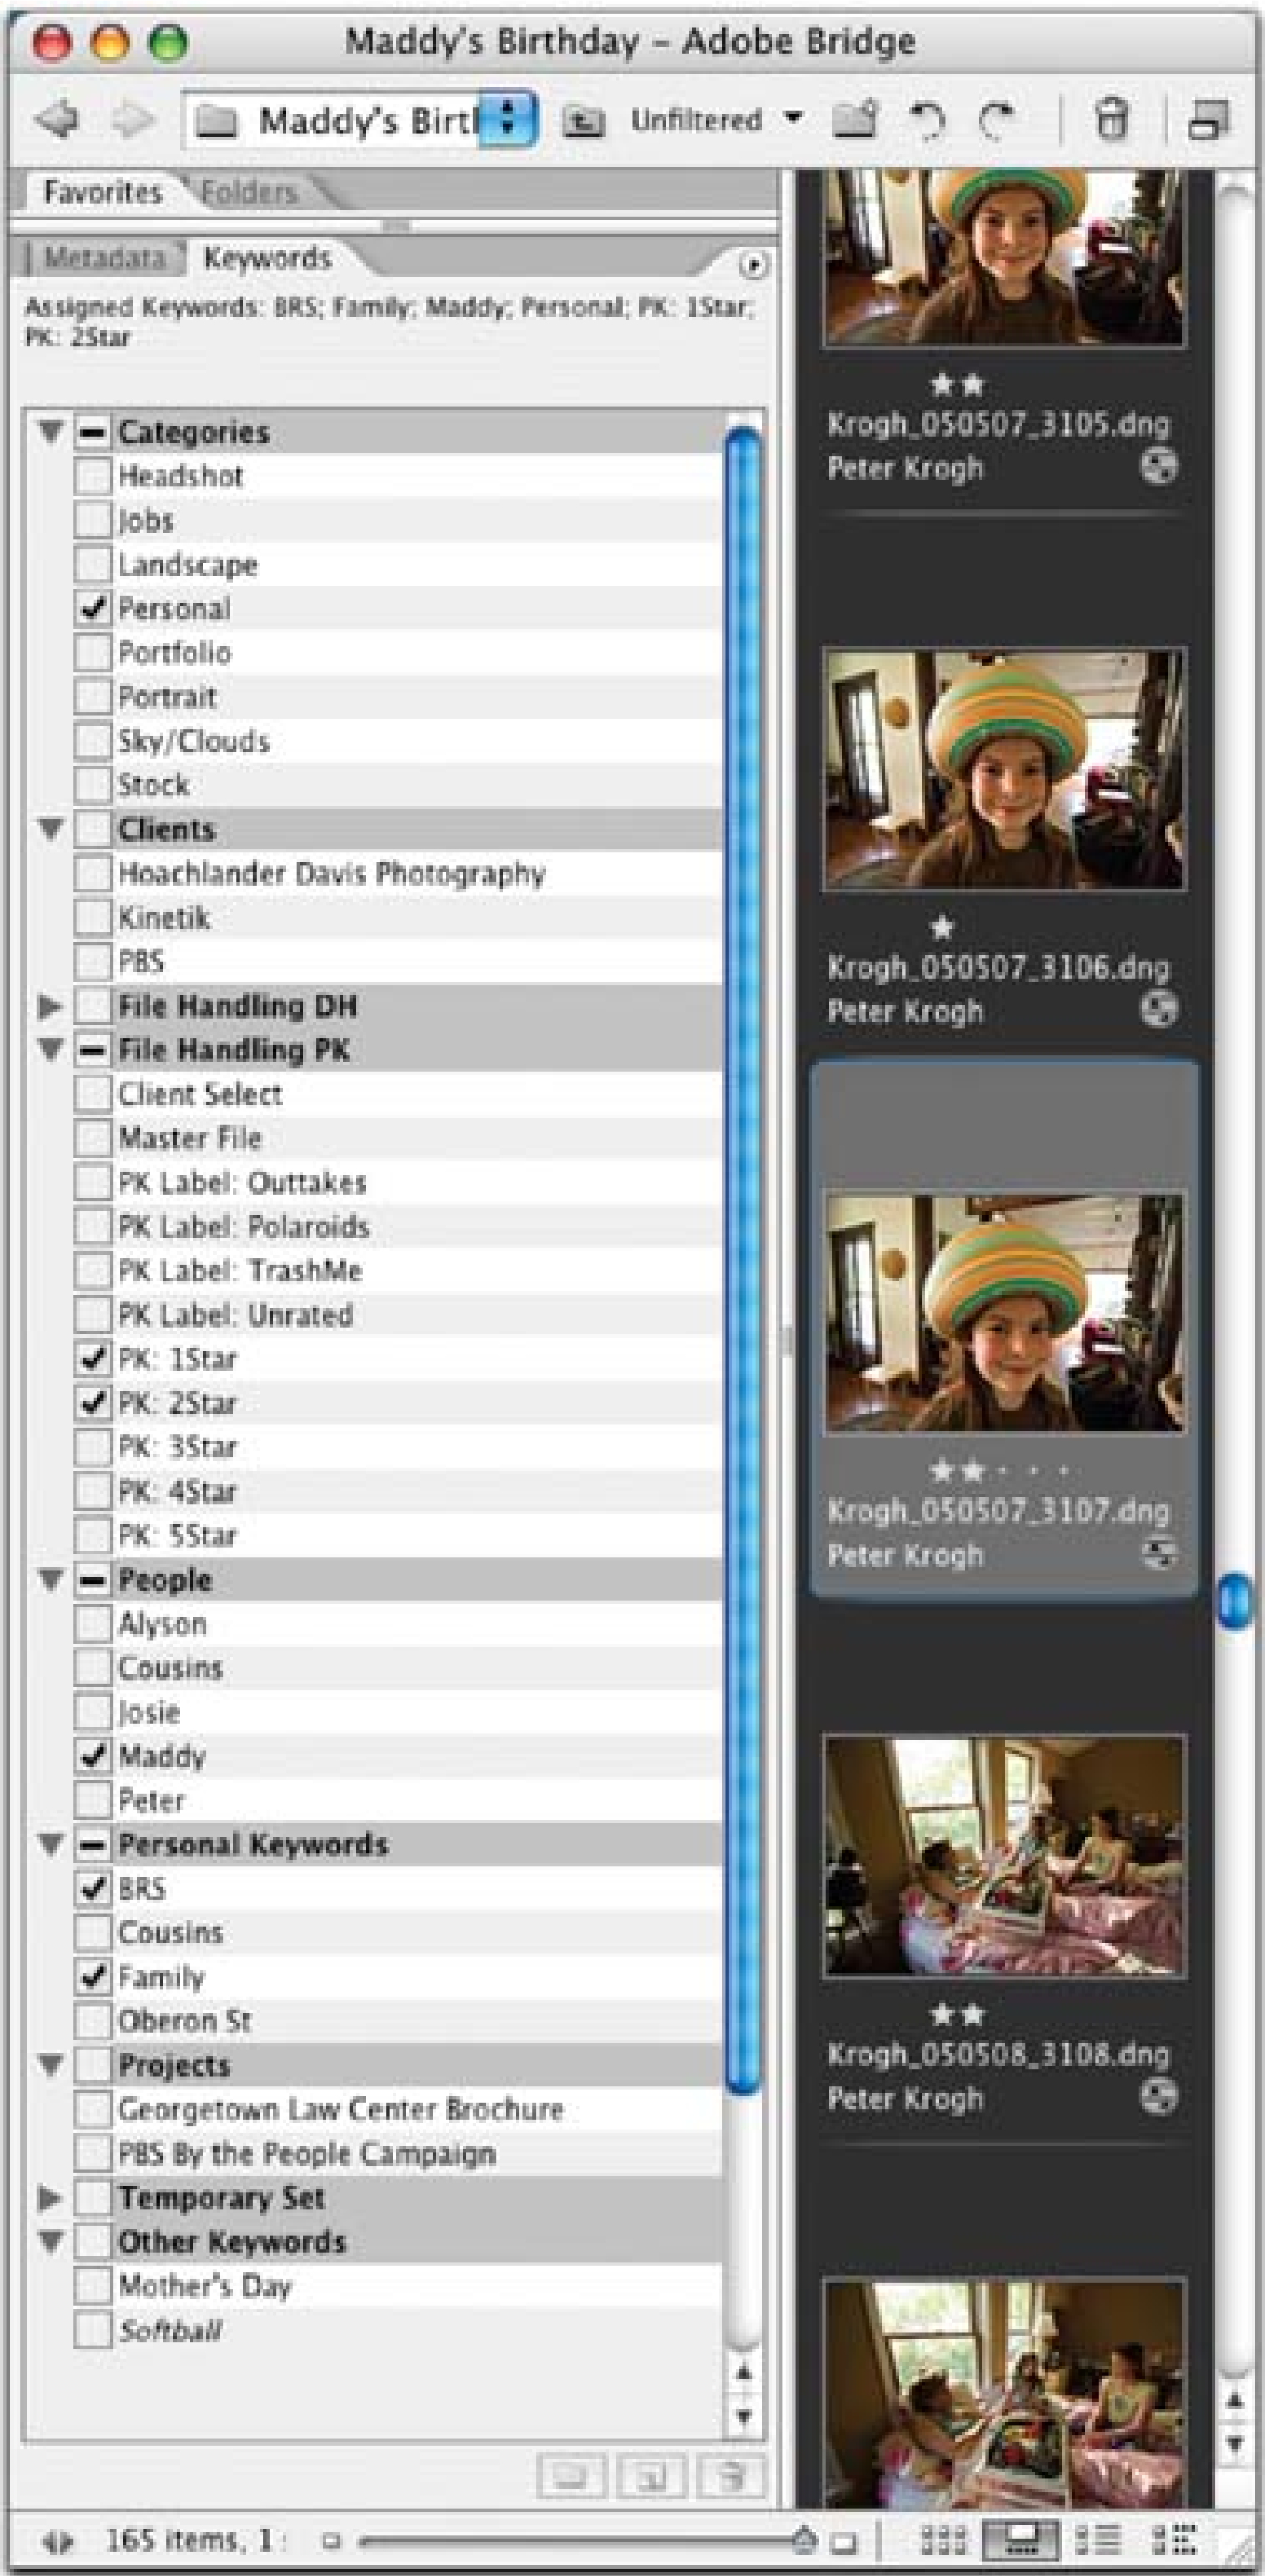 Maddy's Birthday – Adobe Bridge
Maddy's Birt
Unfiltered
Favorites
Folders
Metadata
Keywords
Assigned Keywords: BRS; Family; Maddy; Personal; PK: 1Star;
PK: 2Star
Categories
Headshot
Jobs
Landscape
Personal
Portfolio
Portrait
Sky/Clouds
Stock
Clients
Hoachlander Davis Photography
Kinetik
PBS
File Handling DH
File Handling PK
Client Select
Master File
PK Label: Outtakes
PK Label: Polaroids
PK Label: TrashMe
PK Label: Unrated
PK: 1Star
PK: 2Star
PK: 3Star
PK: 4Star
PK: 5Star
People
Alyson
Cousins
Josie
Maddy
Peter
Personal Keywords
BRS
Cousins
Family
Oberon St
Projects
Georgetown Law Center Brochure
PBS By the People Campaign
Temporary Set
Other Keywords
Mother's Day
Softball
165 items, 1
Krogh_050507_3105.dng
Peter Krogh
Krogh_050507_3106.dng
Peter Krogh
Krogh_050507_3107.dng
Peter Krogh
Krogh_050508_3108.dng
Peter Krogh